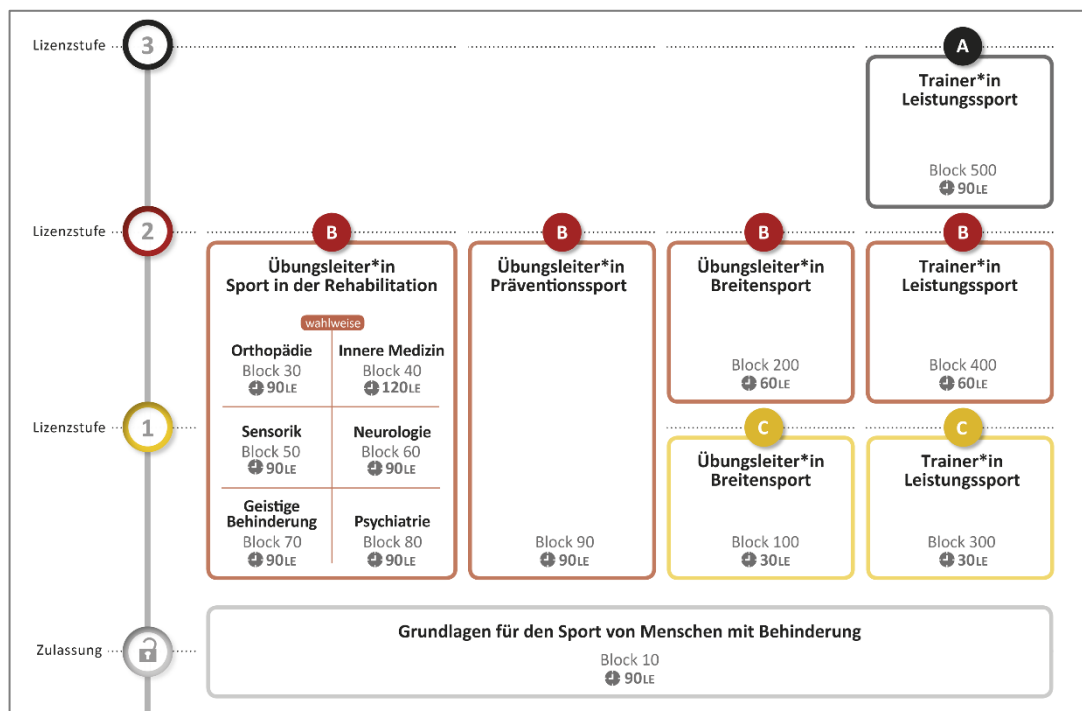 Lizenzstufe
3
A
Trainer*in
Leistungssport
Block 500
90LE
Lizenzstufe
2
B
Übungsleiter*in
Sport in der Rehabilitation
wahlweise
Orthopädie
Block 30
90LE
Innere Medizin
Block 40
120LE
Sensorik
Block 50
90LE
Neurologie
Block 60
90LE
Geistige
Behinderung
Block 70
90LE
Psychiatrie
Block 80
90LE
B
Übungsleiter*in
Präventionssport
Block 90
90LE
B
Übungsleiter*in
Breitensport
Block 200
60LE
B
Trainer*in
Leistungssport
Block 400
60LE
Lizenzstufe
1
C
Übungsleiter*in
Breitensport
Block 100
30LE
C
Trainer*in
Leistungssport
Block 300
30LE
Zulassung
Grundlagen für den Sport von Menschen mit Behinderung
Block 10
90LE